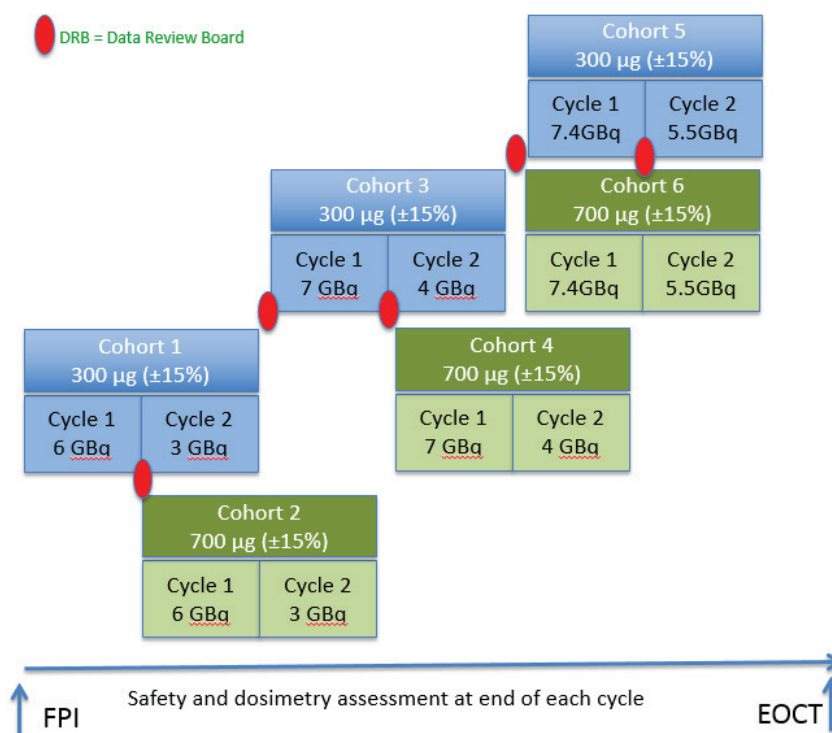 DRB = Data Review Board
Cohort 5
300 µg (±15%)
Cycle 1
7.4GBq
Cycle 2
5.5GBq
Cohort 3
300 µg (±15%)
Cycle 1
7 GBq
Cycle 2
4 GBq
Cohort 6
700 µg (±15%)
Cycle 1
7.4GBq
Cycle 2
5.5GBq
Cohort 1
300 µg (±15%)
Cycle 1
6 GBq
Cycle 2
3 GBq
Cohort 4
700 µg (±15%)
Cycle 1
7 GBq
Cycle 2
4 GBq
Cohort 2
700 µg (±15%)
Cycle 1
6 GBq
Cycle 2
3 GBq
Safety and dosimetry assessment at end of each cycle
FPI
EOCT